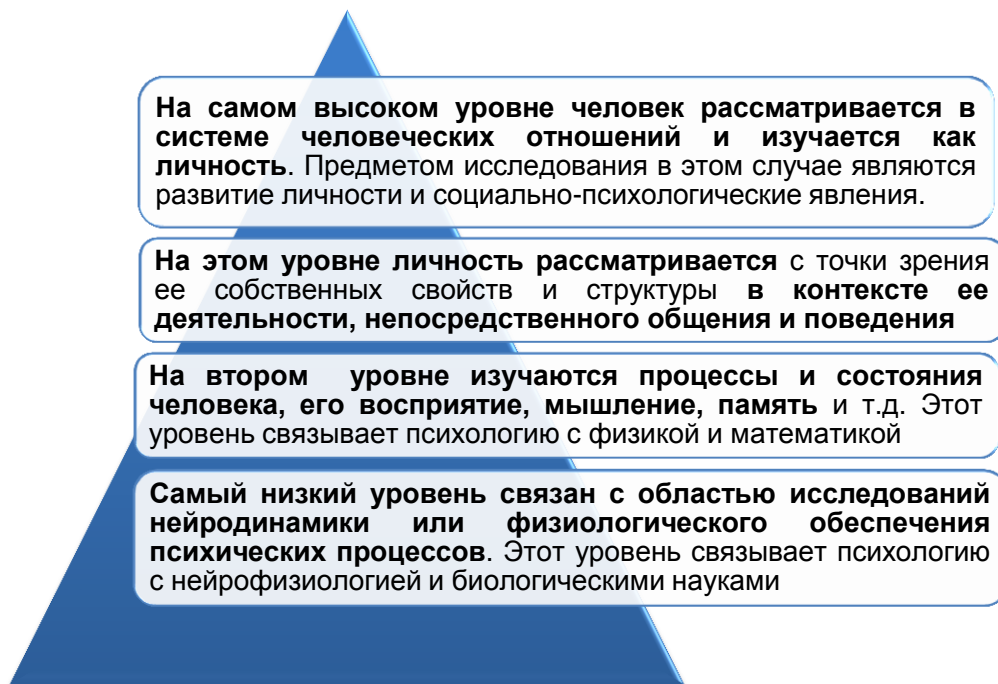 На самом высоком уровне человек рассматривается в
системе человеческих отношений и изучается как
личность. Предметом исследования в этом случае являются
развитие личности и социально-психологические явления.
На этом уровне личность рассматривается с точки зрения
ее собственных свойств и структуры в контексте ее
деятельности, непосредственного общения и поведения
На втором уровне изучаются процессы и состояния
человека, его восприятие, мышление, память и т.д. Этот
уровень связывает психологию с физикой и математикой
Самый низкий уровень связан с областью исследований
нейродинамики или физиологического обеспечения
психических процессов. Этот уровень связывает психологию
с нейрофизиологией и биологическими науками